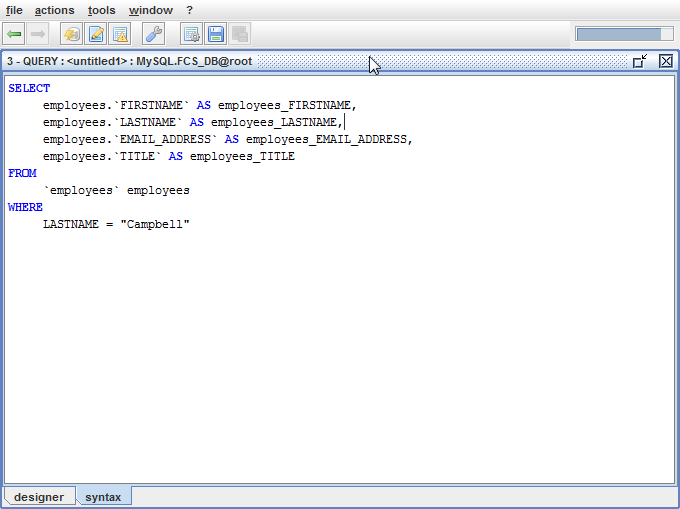 file actions tools window ?
3 - QUERY : <untitled1> : MySQL.FCS_DB@root
SELECT
employees.`FIRSTNAME` AS employees_FIRSTNAME,
employees.`LASTNAME` AS employees_LASTNAME,
employees.`EMAIL_ADDRESS` AS employees_EMAIL_ADDRESS,
employees.`TITLE` AS employees_TITLE
FROM
`employees` employees
WHERE
LASTNAME = "Campbell"
designer syntax